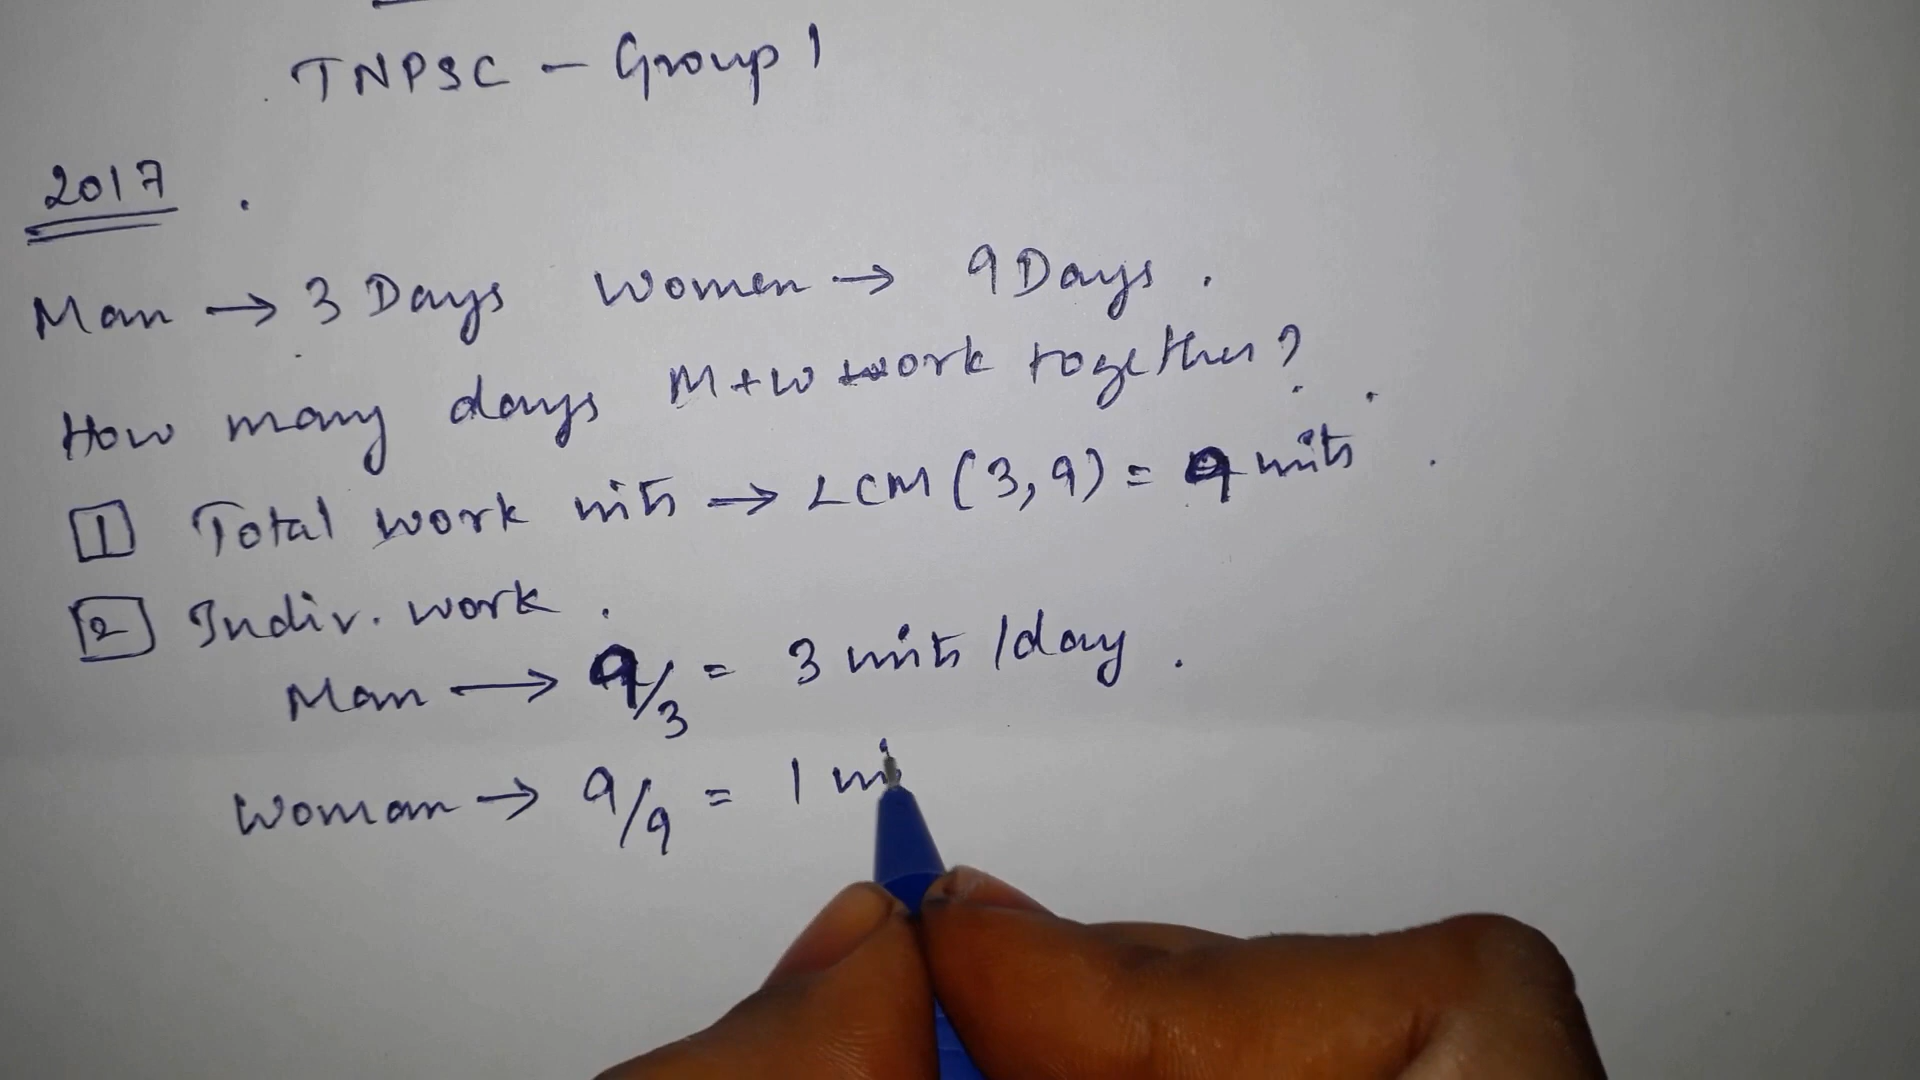 TNPSC - Group 1
2017
Man → 3 Days Women → 9 Days.
How many days M+W work together?
1 Total work units → LCM (3,9) = 9 units
2 Indiv. work.
Man → 9/3 = 3 units /day.
Woman → 9/9 = 1 uni